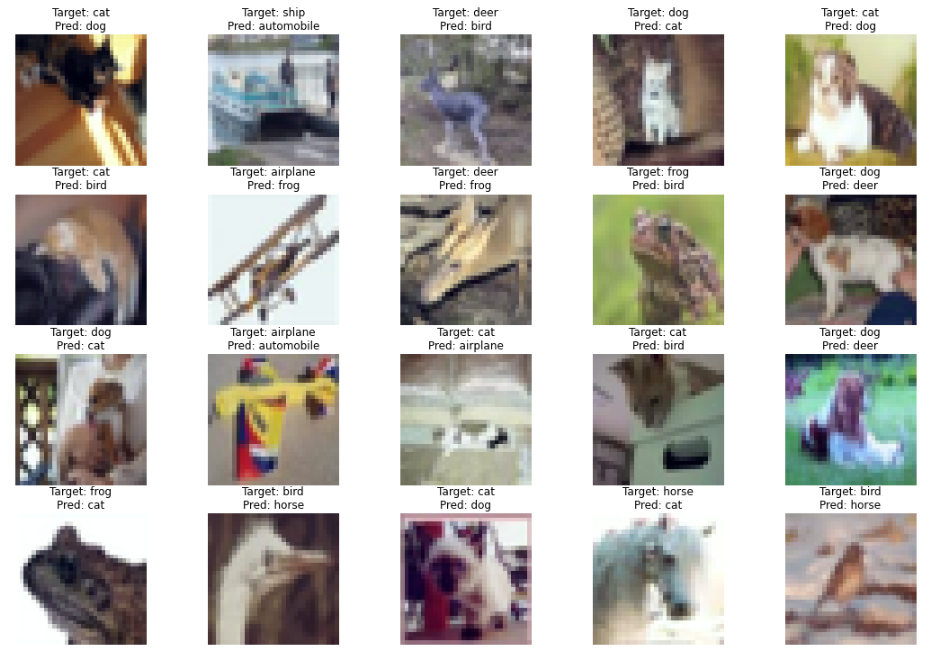 Target: cat
Pred: dog
Target: ship
Pred: automobile
Target: deer
Pred: bird
Target: dog
Pred: cat
Target: cat
Pred: dog
Target: cat
Pred: bird
Target: airplane
Pred: frog
Target: deer
Pred: frog
Target: frog
Pred: bird
Target: dog
Pred: deer
Target: dog
Pred: cat
Target: airplane
Pred: automobile
Target: cat
Pred: airplane
Target: cat
Pred: bird
Target: dog
Pred: deer
Target: frog
Pred: cat
Target: bird
Pred: horse
Target: cat
Pred: dog
Target: horse
Pred: cat
Target: bird
Pred: horse